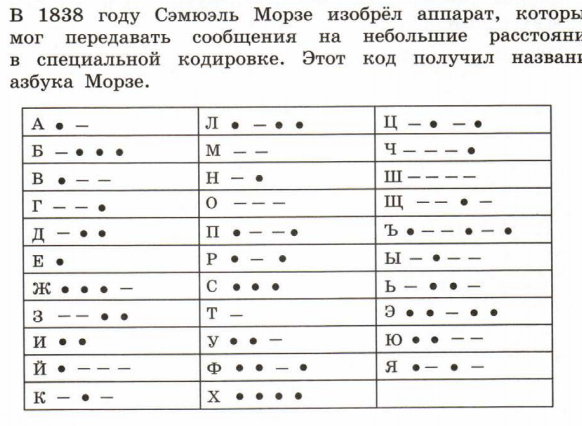 В 1838 году Сэмюэль Морзе изобрёл аппарат, которы
мог передавать сообщения на небольшие расстояни
в специальной кодировке. Этот код получил названи
азбука Морзе.
А • – Л • – • • Ц – • – •
Б – • • • М – – Ч – – – •
В • – – Н – • Ш – – – –
Г – – • О – – – Щ – – • –
Д – • • П • – – • Ъ • – – • – •
Е • Р • – • Ы – • – –
Ж • • • – С • • • Ь – • • –
З – – • • Т – Э • • – • •
И • • У • • – Ю • • – –
Й • – – – Ф • • – • Я • – • –
К – • – Х • • • •